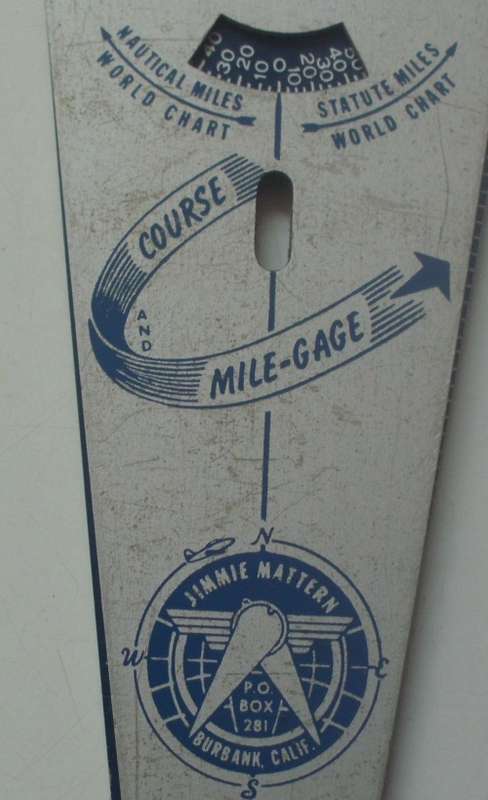 40 30 20 10 0 10 20 30 40 50
NAUTICAL MILES
WORLD CHART
STATUTE MILES
WORLD CHART
COURSE
AND
MILE-GAGE
N
JIMMIE MATTERN
W
E
P.O.
BOX
281
BURBANK, CALIF.
S